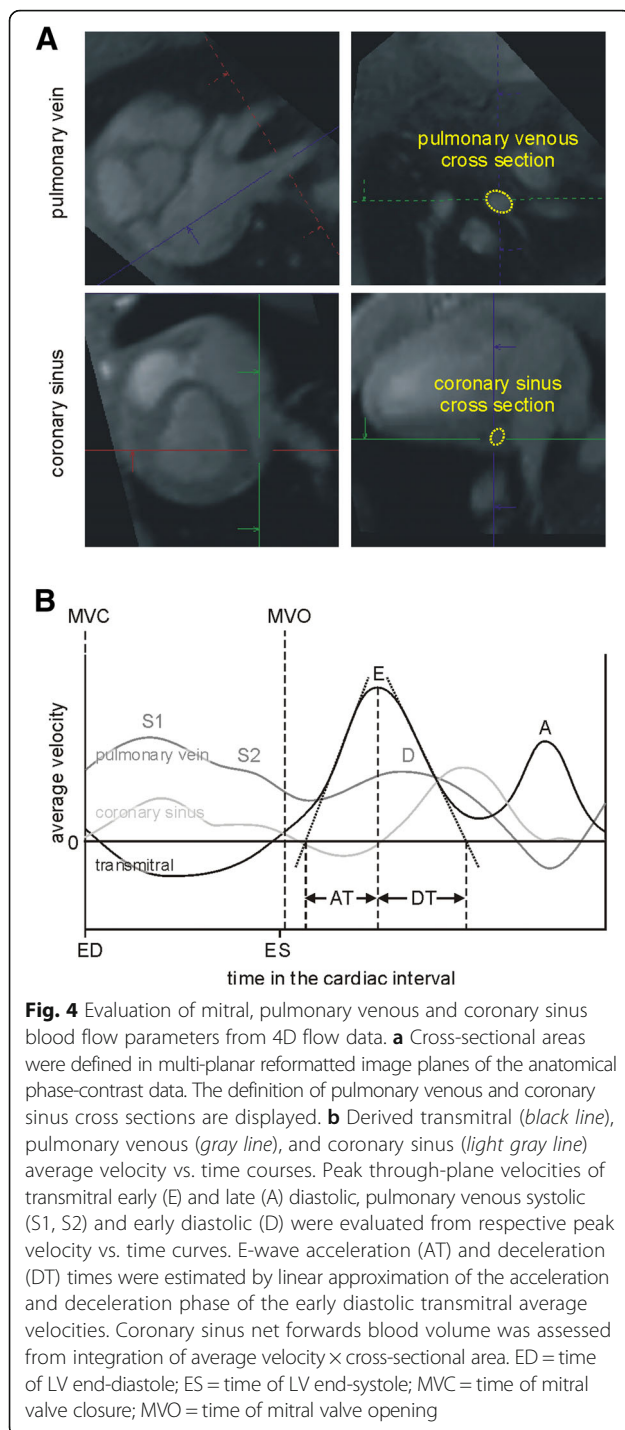 A
pulmonary vein
pulmonary venous
cross section
coronary sinus
coronary sinus
cross section
B
MVC
MVO
average velocity
S1
S2
E
D
A
pulmonary vein
coronary sinus
0
transmitral
AT
DT
ED
ES
time in the cardiac interval
Fig. 4 Evaluation of mitral, pulmonary venous and coronary sinus
blood flow parameters from 4D flow data. a Cross-sectional areas
were defined in multi-planar reformatted image planes of the anatomical
phase-contrast data. The definition of pulmonary venous and coronary
sinus cross sections are displayed. b Derived transmitral (black line),
pulmonary venous (gray line), and coronary sinus (light gray line)
average velocity vs. time courses. Peak through-plane velocities of
transmitral early (E) and late (A) diastolic, pulmonary venous systolic
(S1, S2) and early diastolic (D) were evaluated from respective peak
velocity vs. time curves. E-wave acceleration (AT) and deceleration
(DT) times were estimated by linear approximation of the acceleration
and deceleration phase of the early diastolic transmitral average
velocities. Coronary sinus net forwards blood volume was assessed
from integration of average velocity × cross-sectional area. ED = time
of LV end-diastole; ES = time of LV end-systole; MVC = time of mitral
valve closure; MVO = time of mitral valve opening